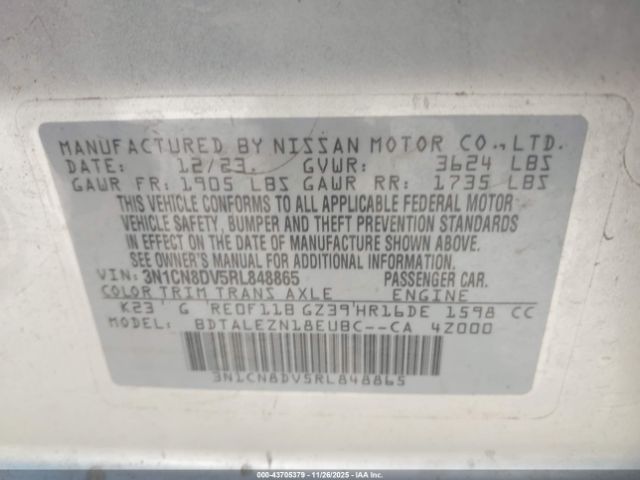 MANUFACTURED BY NISSAN MOTOR CO.,LTD.
DATE: 12/23. GVWR: 3624 LBS
GAWR FR: 1905 LBS GAWR RR: 1735 LBS
THIS VEHICLE CONFORMS TO ALL APPLICABLE FEDERAL MOTOR
VEHICLE SAFETY, BUMPER AND THEFT PREVENTION STANDARDS
IN EFFECT ON THE DATE OF MANUFACTURE SHOWN ABOVE.
SEE OWNER'S MANUAL FOR ADDITIONAL INFORMATION
VIN: 3N1CN8DV5RL848865 PASSENGER CAR.
COLOR TRIM TRANS AXLE ENGINE
K23 G RE0F11B GZ39 HR16DE 1598 CC
MODEL: BDTALEZN18EUBC--CA 4Z000
3N1CN8DV5RL848865
000-43705379 | 11/26/2025 | IAAI.COM